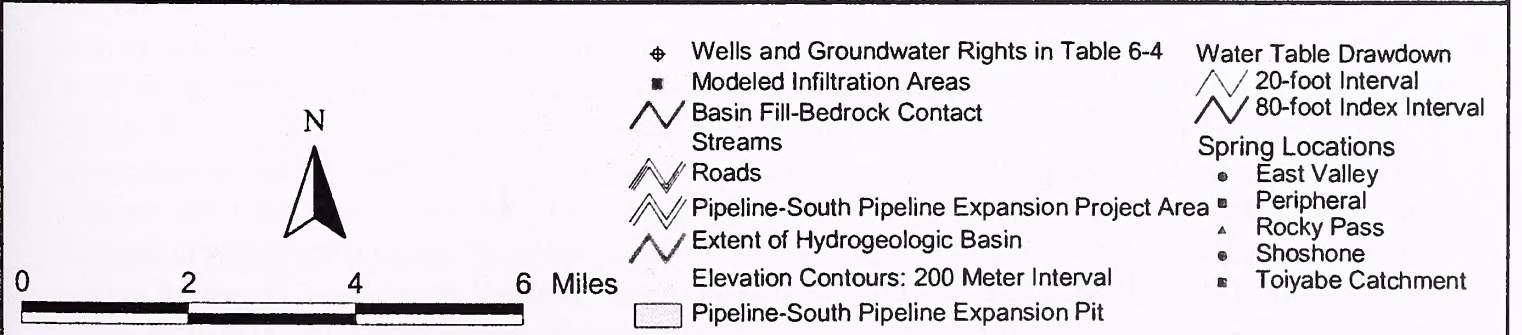 N
0 2 4 6 Miles
Wells and Groundwater Rights in Table 6-4
Modeled Infiltration Areas
Basin Fill-Bedrock Contact
Streams
Roads
Pipeline-South Pipeline Expansion Project Area
Extent of Hydrogeologic Basin
Elevation Contours: 200 Meter Interval
Pipeline-South Pipeline Expansion Pit
Water Table Drawdown
20-foot Interval
80-foot Index Interval
Spring Locations
East Valley
Peripheral
Rocky Pass
Shoshone
Toiyabe Catchment